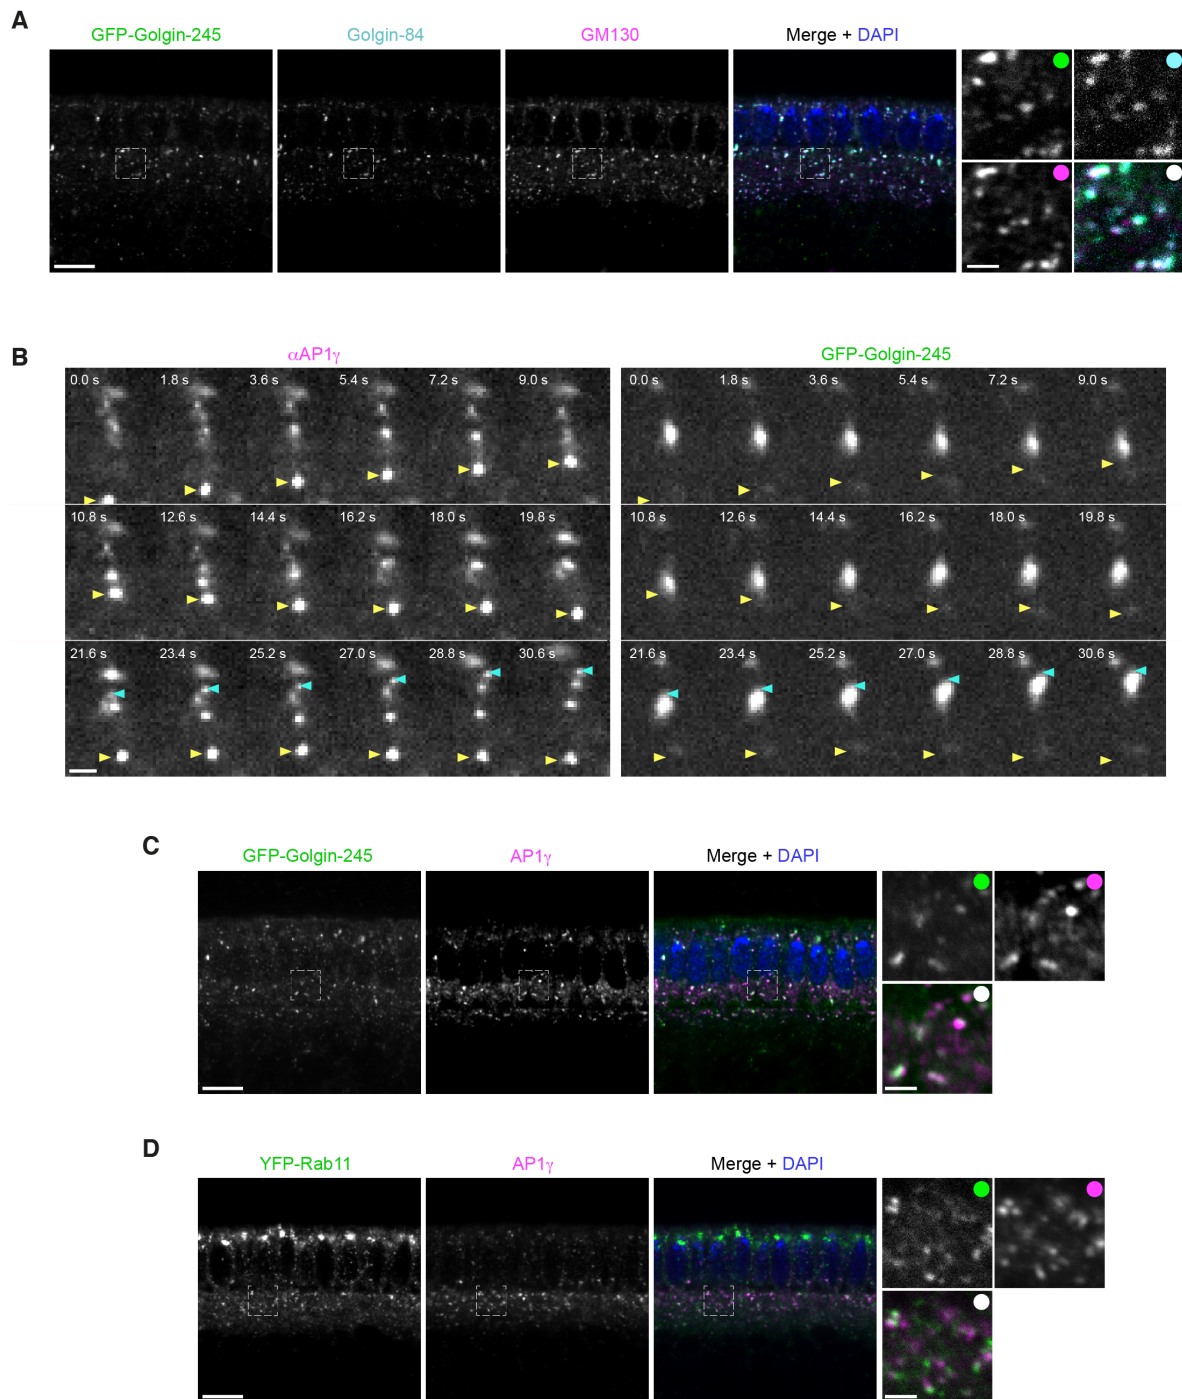 A
GFP-Golgin-245 Golgin-84 GM130 Merge + DAPI
B
αAP1γ GFP-Golgin-245
0.0 s 1.8 s 3.6 s 5.4 s 7.2 s 9.0 s 0.0 s 1.8 s 3.6 s 5.4 s 7.2 s 9.0 s
10.8 s 12.6 s 14.4 s 16.2 s 18.0 s 19.8 s 10.8 s 12.6 s 14.4 s 16.2 s 18.0 s 19.8 s
21.6 s 23.4 s 25.2 s 27.0 s 28.8 s 30.6 s 21.6 s 23.4 s 25.2 s 27.0 s 28.8 s 30.6 s
C
GFP-Golgin-245 AP1γ Merge + DAPI
D
YFP-Rab11 AP1γ Merge + DAPI